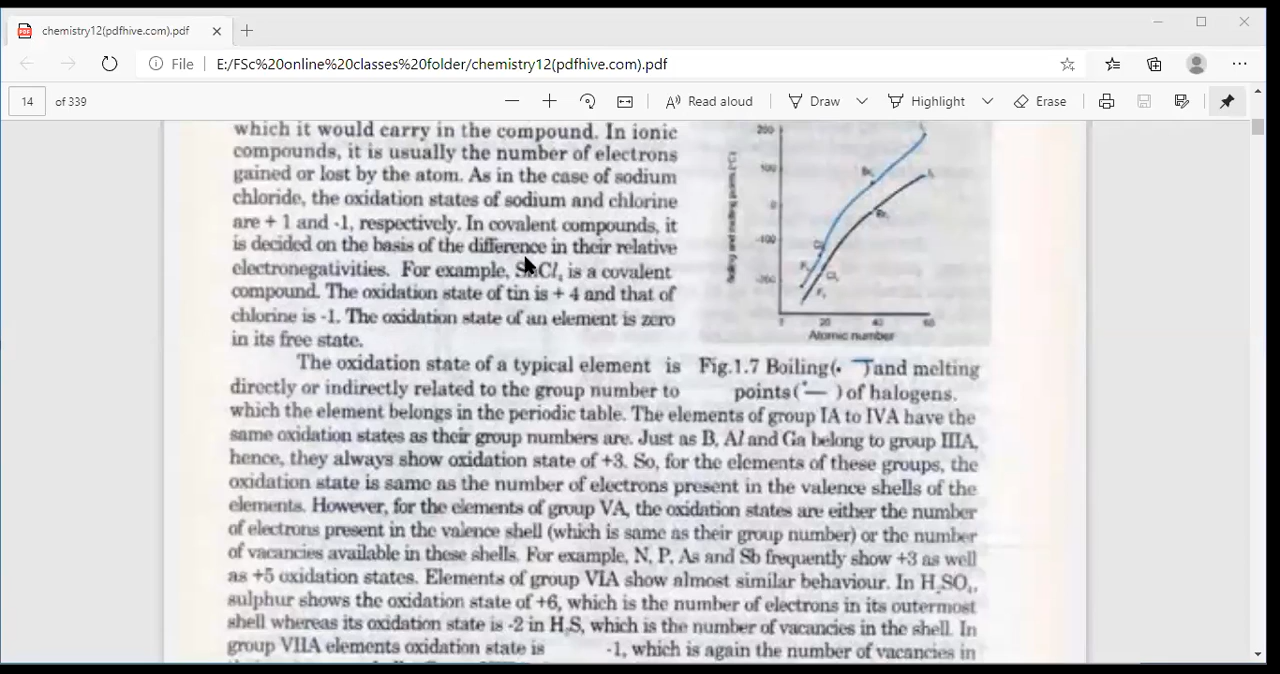 chemistry12(pdfhive.com).pdf
File E:/FSc%20online%20classes%20folder/chemistry12(pdfhive.com).pdf
14 of 339 Read aloud Draw Highlight Erase
which it would carry in the compound. In ionic
compounds, it is usually the number of electrons
gained or lost by the atom. As in the case of sodium
chloride, the oxidation states of sodium and chlorine
are + 1 and -1, respectively. In covalent compounds, it
is decided on the basis of the difference in their relative
electronegativities. For example, SnCl₄ is a covalent
compound. The oxidation state of tin is + 4 and that of
chlorine is -1. The oxidation state of an element is zero
in its free state.
200
100
0
-100
-200
Boiling and melting points (°C)
20 40 60
Atomic number
Fig.1.7 Boiling( )and melting
points( — ) of halogens.
The oxidation state of a typical element is
directly or indirectly related to the group number to
which the element belongs in the periodic table. The elements of group IA to IVA have the
same oxidation states as their group numbers are. Just as B, Al and Ga belong to group IIIA,
hence, they always show oxidation state of +3. So, for the elements of these groups, the
oxidation state is same as the number of electrons present in the valence shells of the
elements. However, for the elements of group VA, the oxidation states are either the number
of electrons present in the valence shell (which is same as their group number) or the number
of vacancies available in these shells. For example, N, P, As and Sb frequently show +3 as well
as +5 oxidation states. Elements of group VIA show almost similar behaviour. In H₂SO₄,
sulphur shows the oxidation state of +6, which is the number of electrons in its outermost
shell whereas its oxidation state is -2 in H₂S, which is the number of vacancies in the shell. In
group VIIA elements oxidation state is -1, which is again the number of vacancies in